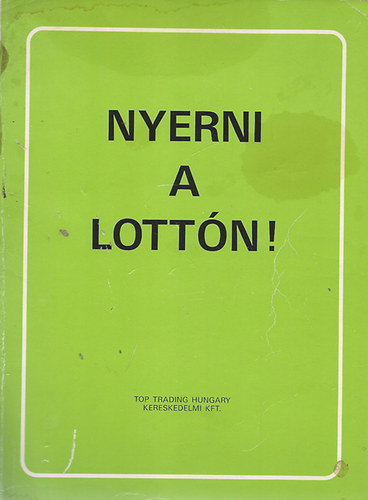 NYERNI
A
LOTTÓN!
TOP TRADING HUNGARY
KERESKEDELMI KFT.